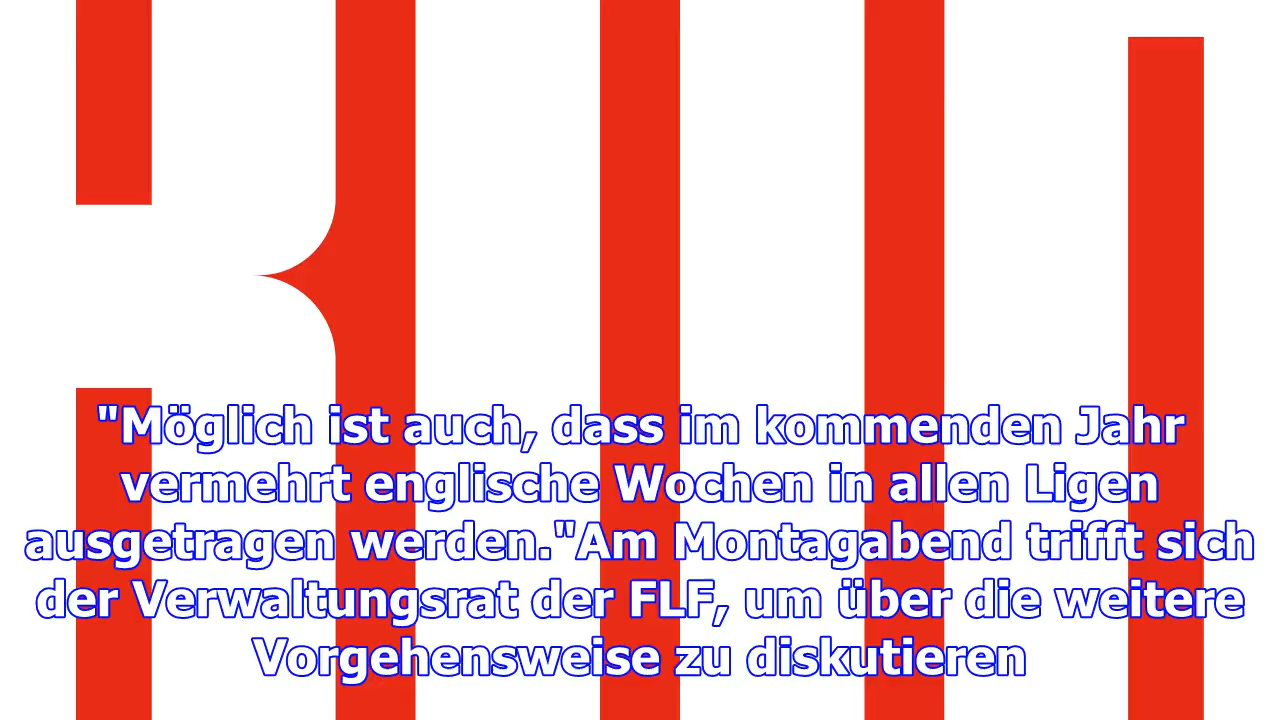 "Möglich ist auch, dass im kommenden Jahr
vermehrt englische Wochen in allen Ligen
ausgetragen werden."Am Montagabend trifft sich
der Verwaltungsrat der FLF, um über die weitere
Vorgehensweise zu diskutieren